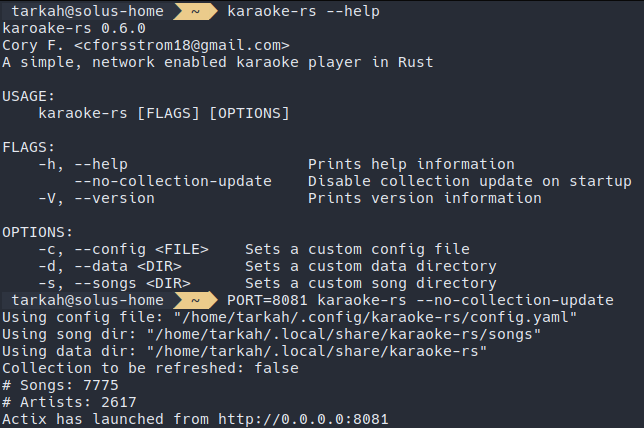 tarkah@solus-home ~ karaoke-rs --help
karoake-rs 0.6.0
Cory F. <cforsstrom18@gmail.com>
A simple, network enabled karaoke player in Rust

USAGE:
    karaoke-rs [FLAGS] [OPTIONS]

FLAGS:
    -h, --help                    Prints help information
        --no-collection-update    Disable collection update on startup
    -V, --version                 Prints version information

OPTIONS:
    -c, --config <FILE>    Sets a custom config file
    -d, --data <DIR>       Sets a custom data directory
    -s, --songs <DIR>      Sets a custom song directory
tarkah@solus-home ~ PORT=8081 karaoke-rs --no-collection-update
Using config file: "/home/tarkah/.config/karaoke-rs/config.yaml"
Using song dir: "/home/tarkah/.local/share/karaoke-rs/songs"
Using data dir: "/home/tarkah/.local/share/karaoke-rs"
Collection to be refreshed: false
# Songs: 7775
# Artists: 2617
Actix has launched from http://0.0.0.0:8081